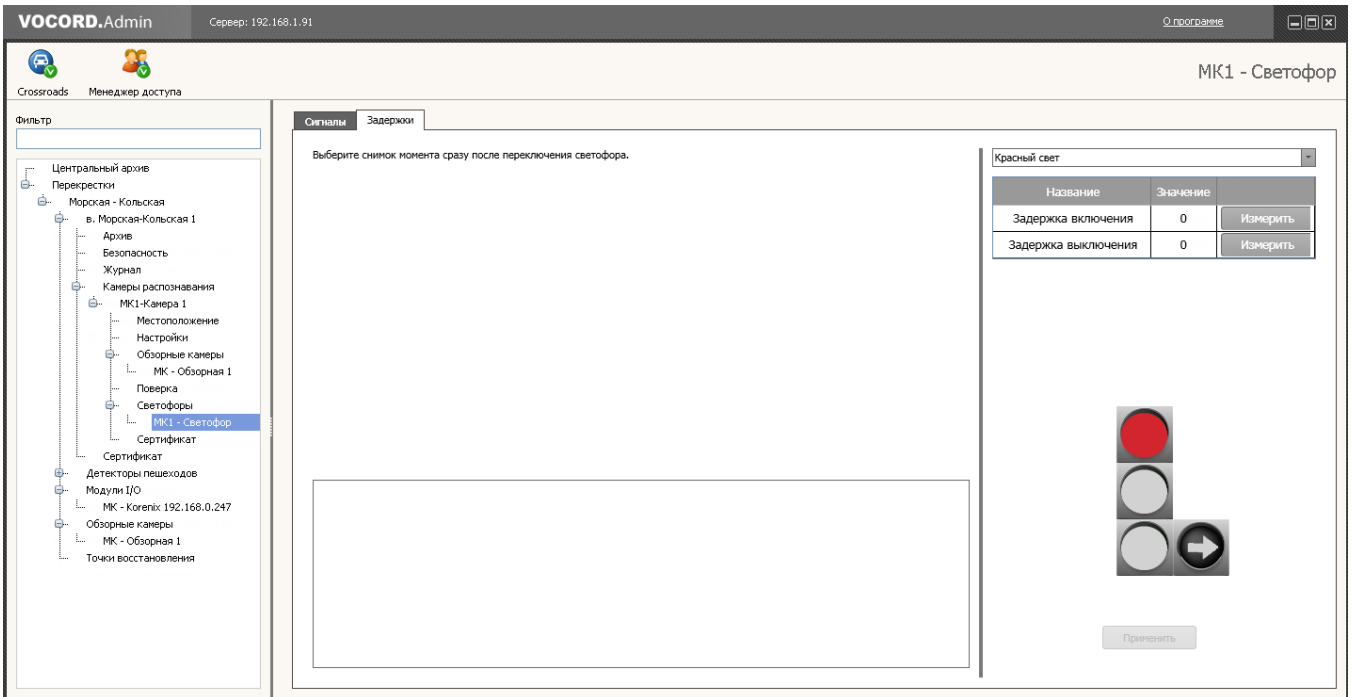 VOCORD.Admin
Сервер: 192.168.1.91
О программе
Crossroads
Менеджер доступа
МК1 - Светофор
Фильтр
Центральный архив
Перекрестки
Морская - Кольская
в. Морская-Кольская 1
Архив
Безопасность
Журнал
Камеры распознавания
МК1-Камера 1
Местоположение
Настройки
Обзорные камеры
МК - Обзорная 1
Поверка
Светофоры
МК1 - Светофор
Сертификат
Сертификат
Детекторы пешеходов
Модули I/O
МК - Korenix 192.168.0.247
Обзорные камеры
МК - Обзорная 1
Точки восстановления
Сигналы
Задержки
Выберите снимок момента сразу после переключения светофора.
Красный свет
Название Значение
Задержка включения 0 Измерить
Задержка выключения 0 Измерить
Применить